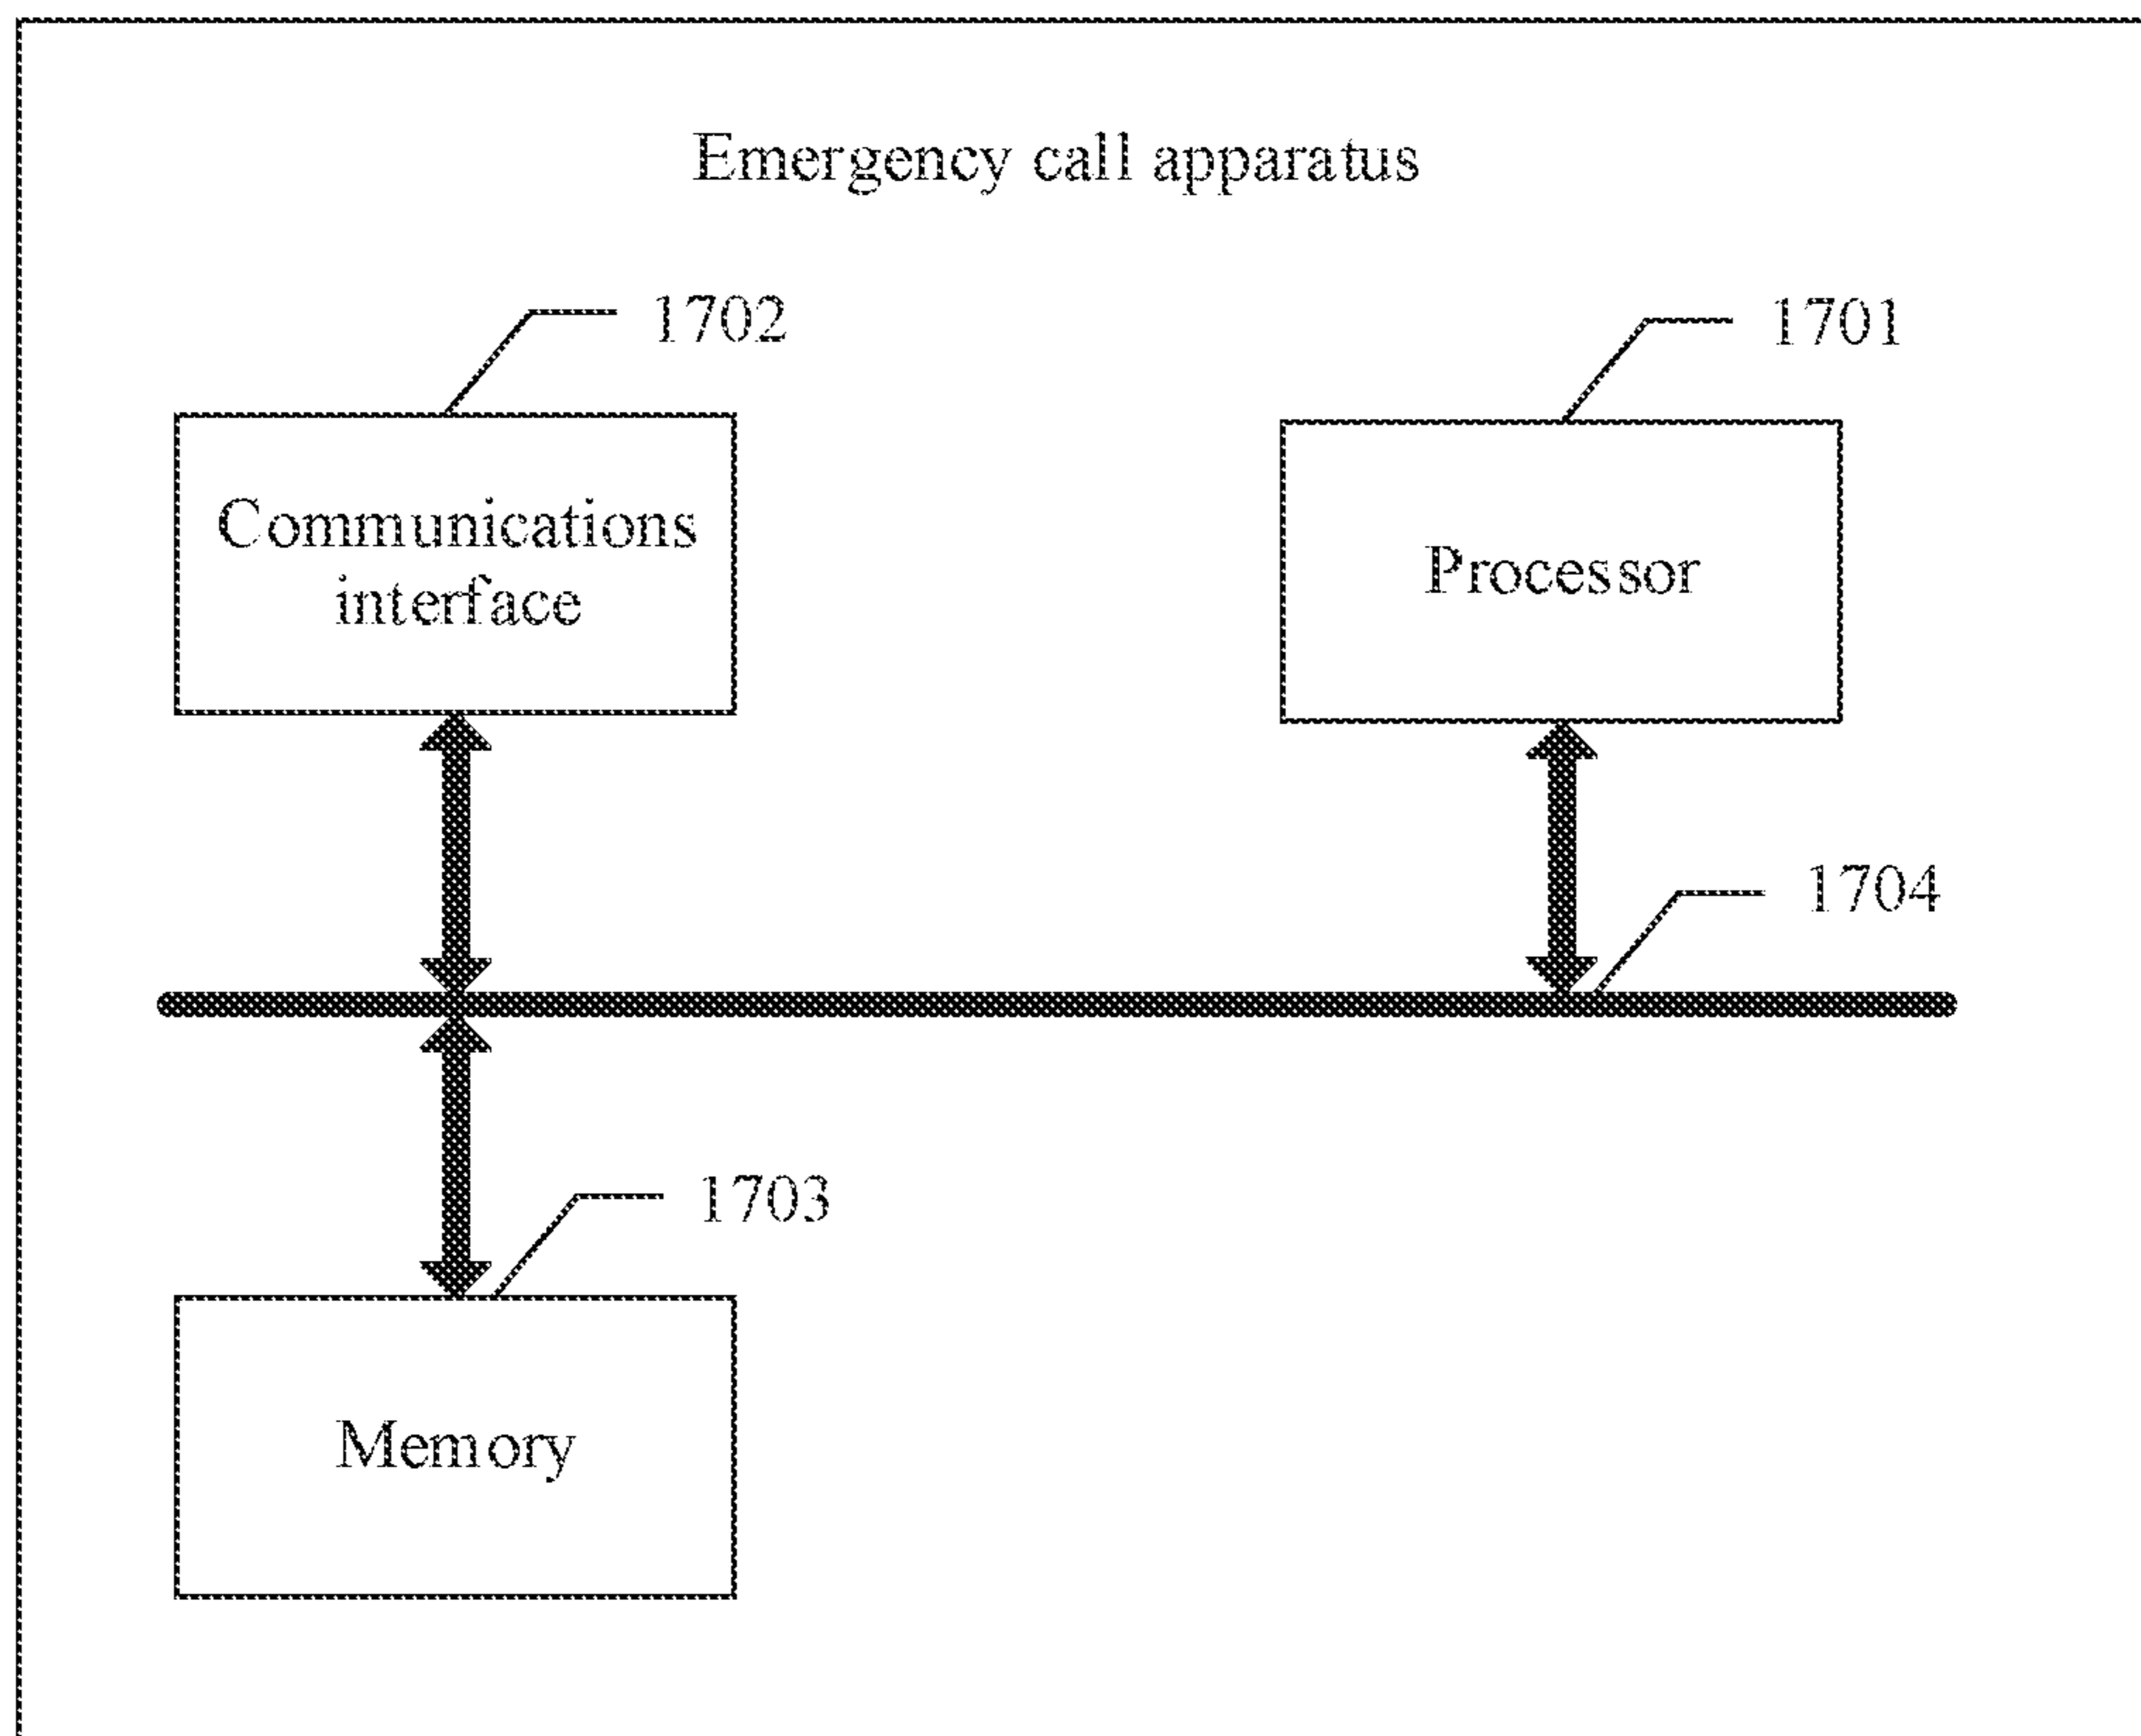 Emergency call apparatus
1702
1701
Communications
interface
Processor
1704
1703
Memory